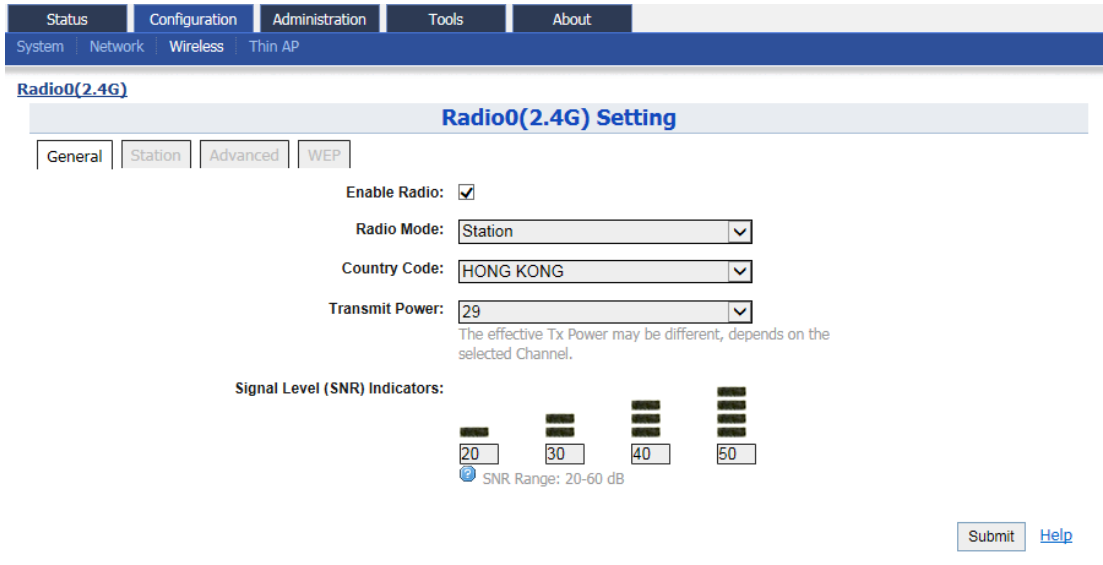 Status Configuration Administration Tools About
System Network Wireless Thin AP
Radio0(2.4G)
Radio0(2.4G) Setting
General Station Advanced WEP
Enable Radio:
Radio Mode: Station
Country Code: HONG KONG
Transmit Power: 29
The effective Tx Power may be different, depends on the
selected Channel.
Signal Level (SNR) Indicators:
20 30 40 50
? SNR Range: 20-60 dB
Submit Help